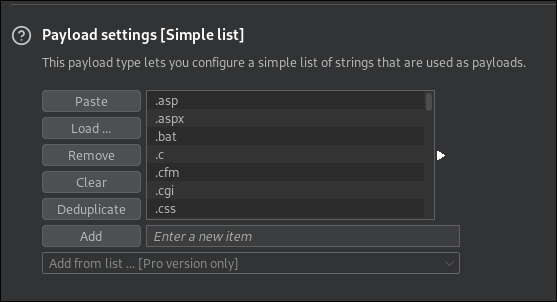 Payload settings [Simple list]
This payload type lets you configure a simple list of strings that are used as payloads.
Paste
Load ...
Remove
Clear
Deduplicate
.asp
.aspx
.bat
.c
.cfm
.cgi
.css
Add
Enter a new item
Add from list ... [Pro version only]